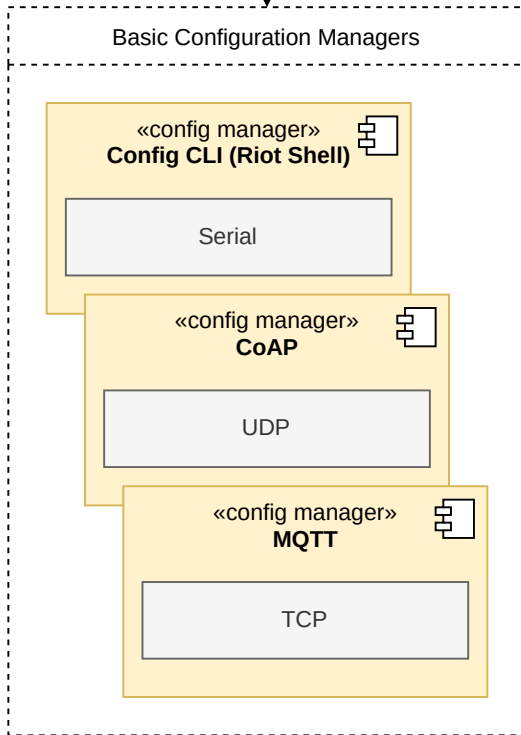 Basic Configuration Managers
«config manager»
Config CLI (Riot Shell)
Serial
«config manager»
CoAP
UDP
«config manager»
MQTT
TCP